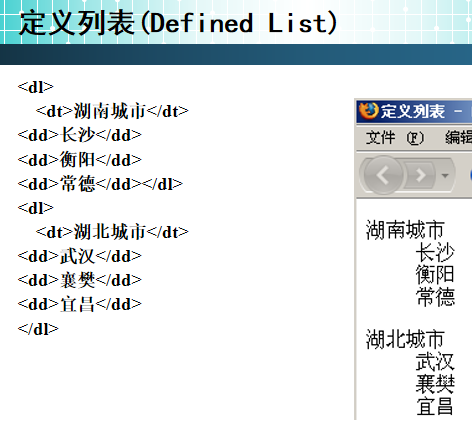 定义列表(Defined List)
<dl>
<dt>湖南城市</dt>
<dd>长沙</dd>
<dd>衡阳</dd>
<dd>常德</dd></dl>
<dl>
<dt>湖北城市</dt>
<dd>武汉</dd>
<dd>襄樊</dd>
<dd>宜昌</dd>
</dl>
定义列表 -
文件 (F) 编辑
湖南城市
长沙
衡阳
常德
湖北城市
武汉
襄樊
宜昌